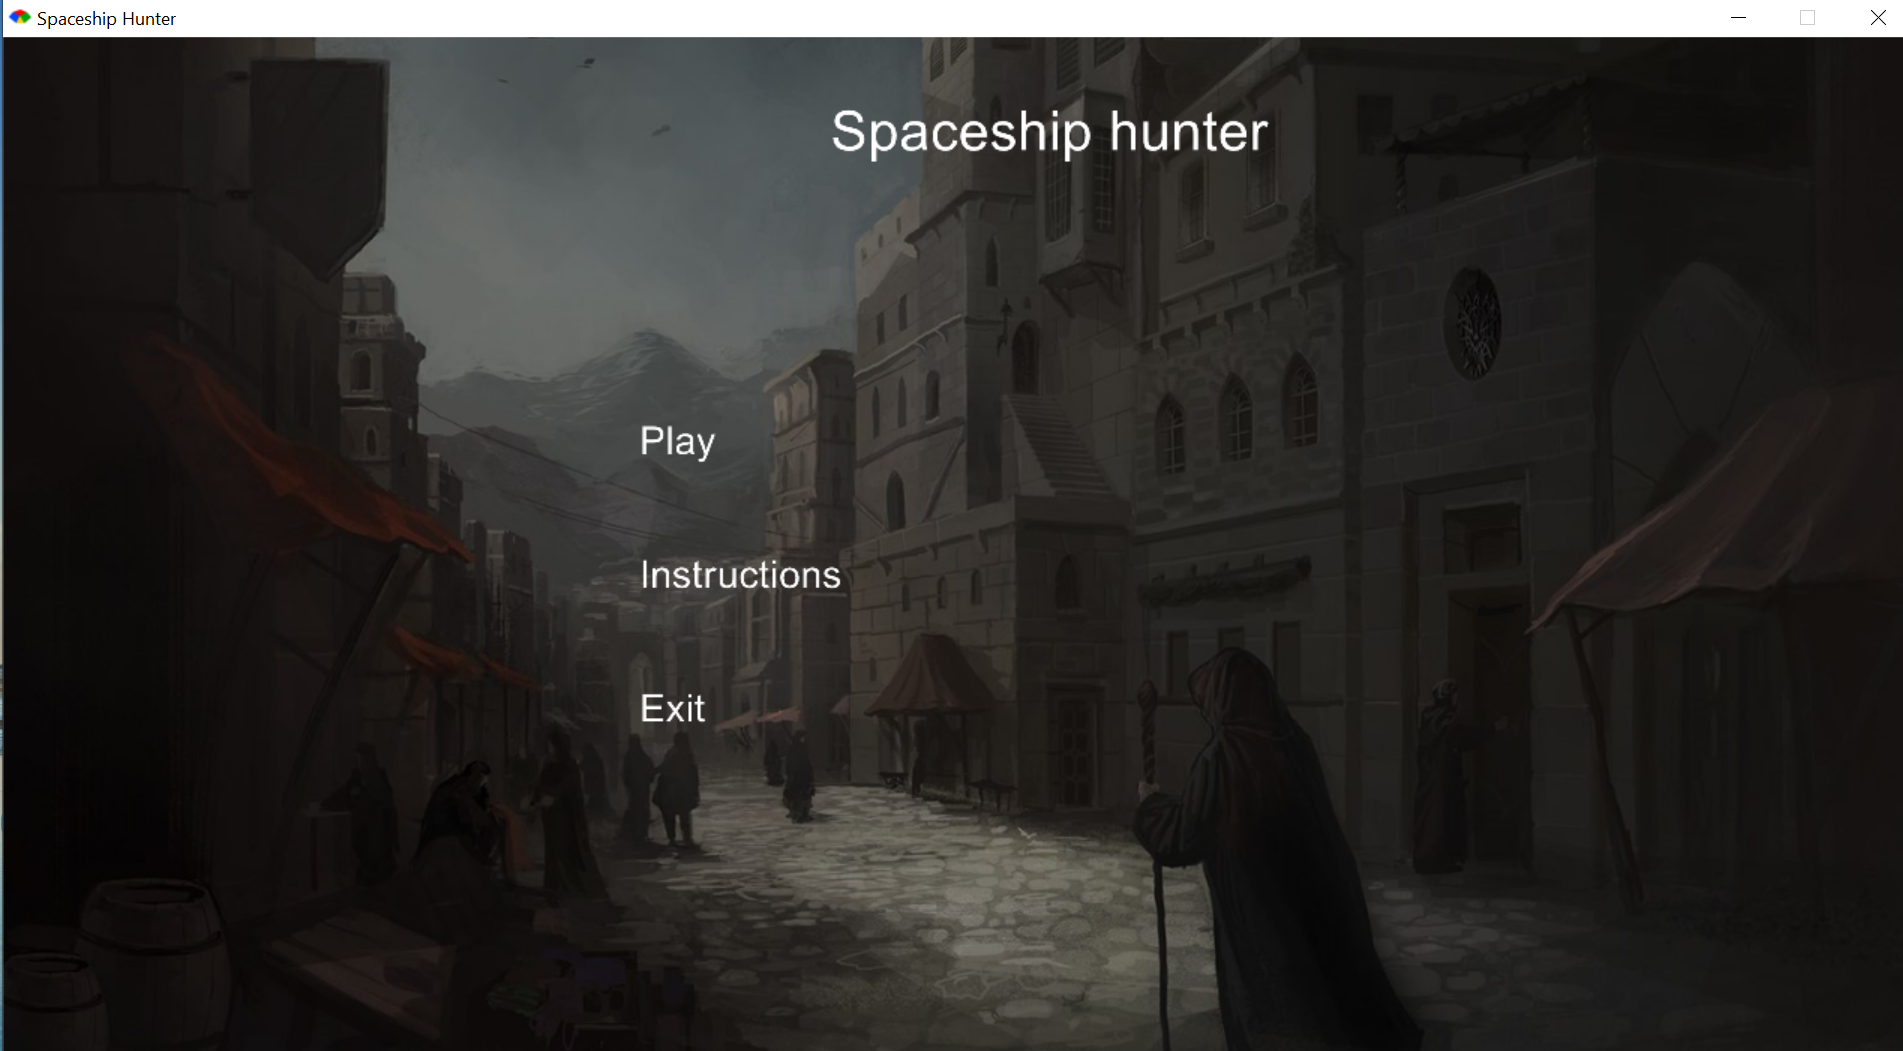 Spaceship Hunter
Spaceship hunter
Play
Instructions
Exit